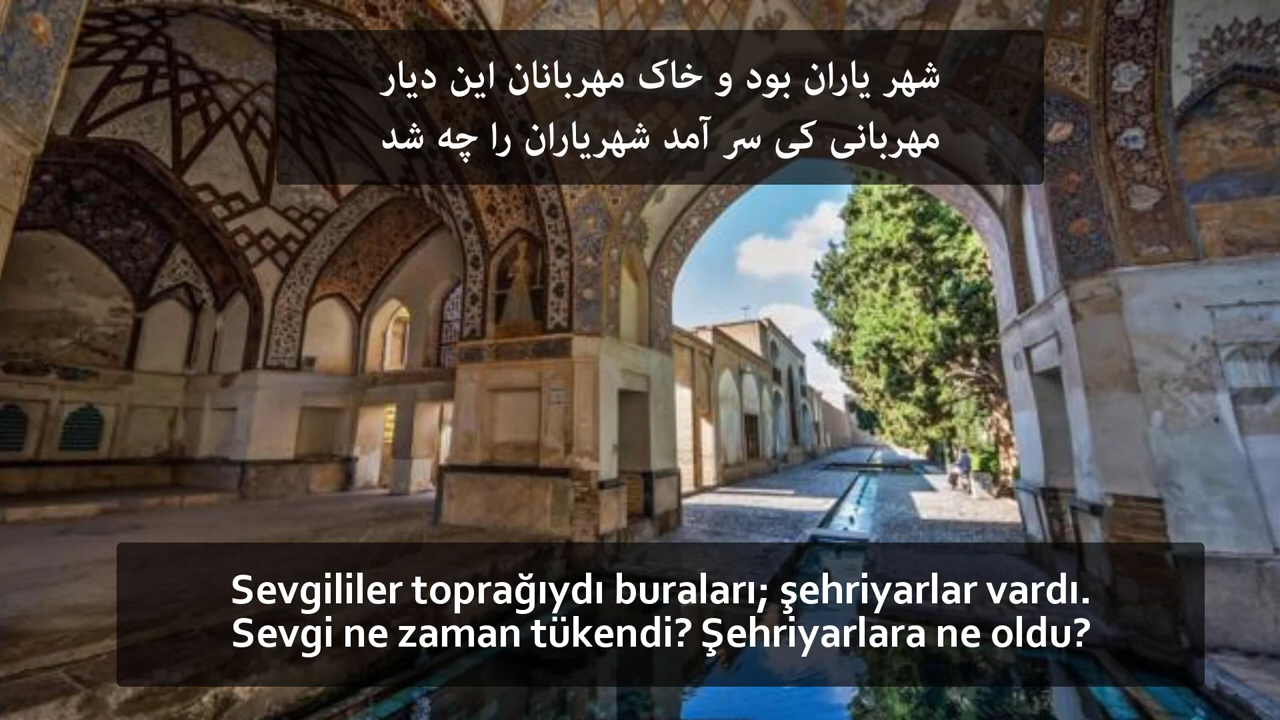 شهر یاران بود و خاک مهربانان این دیار
مهربانی کی سر آمد شهریاران را چه شد
Sevgililer toprağıydı buraları; şehriyarlar vardı.
Sevgi ne zaman tükendi? Şehriyarlara ne oldu?